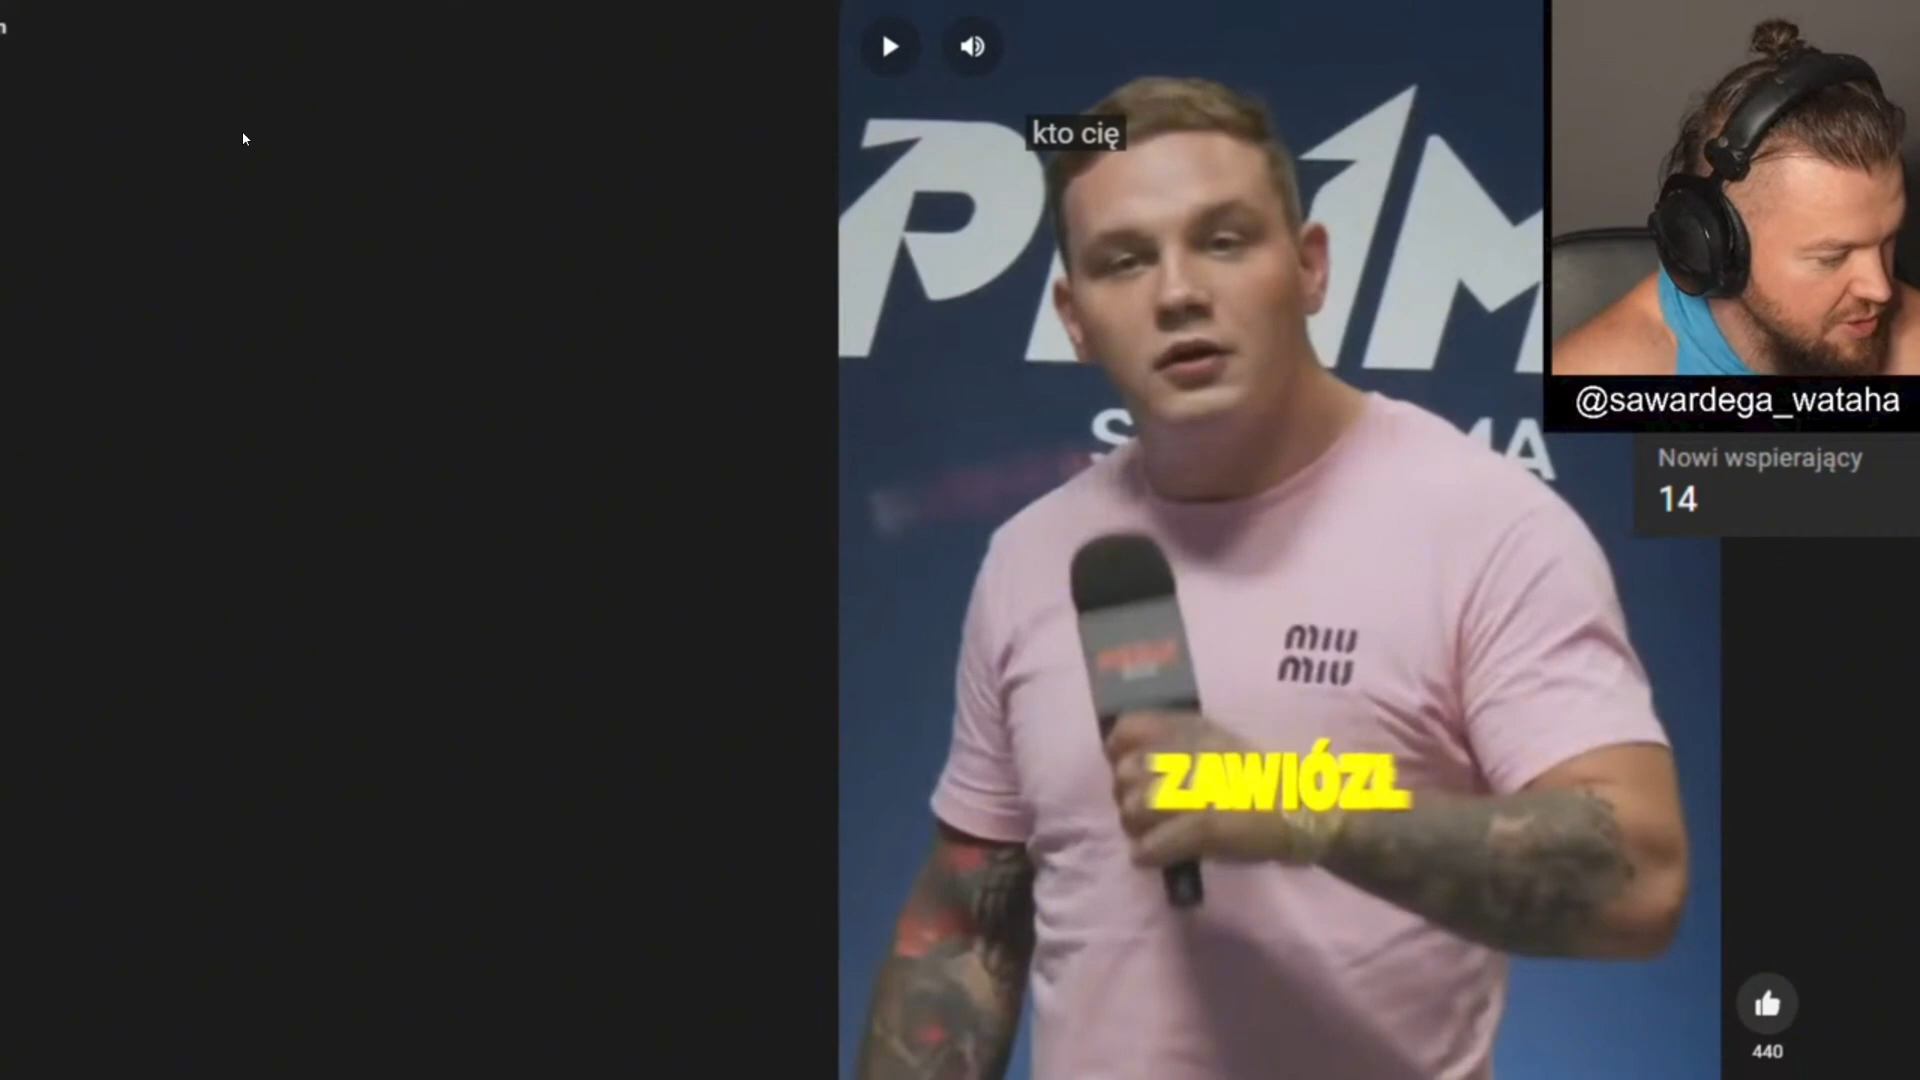 kto cię
@sawardega_wataha
Nowi wspierający
14
MIU
MIU
ZAWIÓZŁ
440